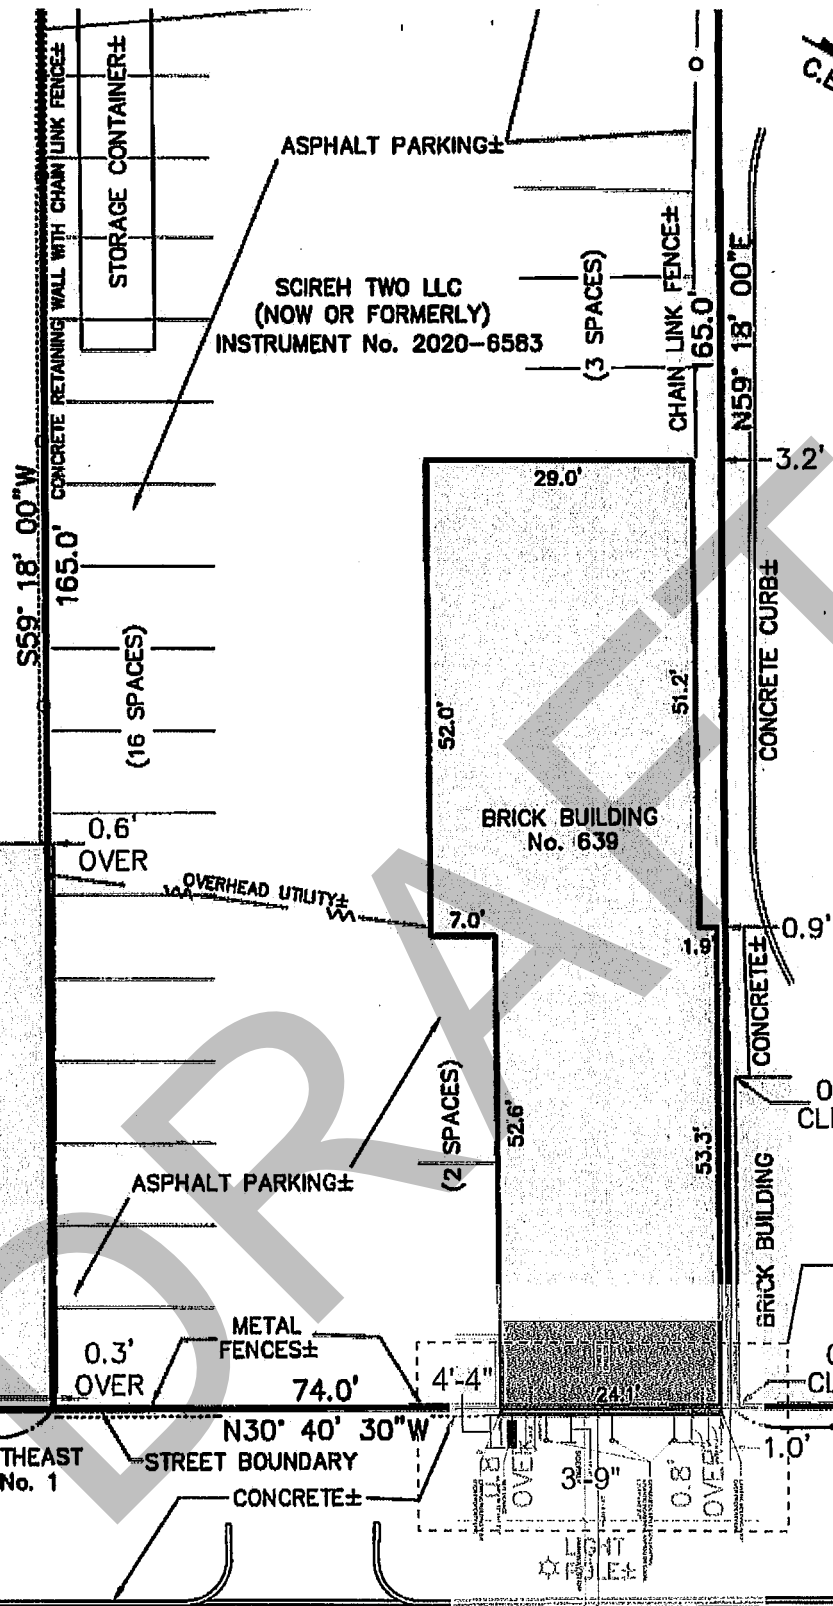 CONCRETE RETAINING WALL WITH CHAIN LINK FENCE±
STORAGE CONTAINER±
ASPHALT PARKING±
SCIREH TWO LLC
(NOW OR FORMERLY)
INSTRUMENT No. 2020-6583
(3 SPACES)
CHAIN LINK FENCE±
165.0'
N59° 18' 00"E
3.2'
29.0'
S59° 18' 00"W
165.0'
(16 SPACES)
52.0'
51.2'
CONCRETE CURB±
BRICK BUILDING
No. 639
0.6'
OVER
OVERHEAD UTILITY±
7.0'
1.9'
0.9'
CONCRETE±
(2 SPACES)
52.6'
53.3'
BRICK BUILDING
ASPHALT PARKING±
METAL
FENCES±
0.3'
OVER
74.0'
4'-4"
24.1'
N30° 40' 30"W
THEAST
No. 1
STREET BOUNDARY
CONCRETE±
0.8'
OVER
3'-9"
0.8'
OVER
1.0'
LIGHT
POLE±
DRAFT